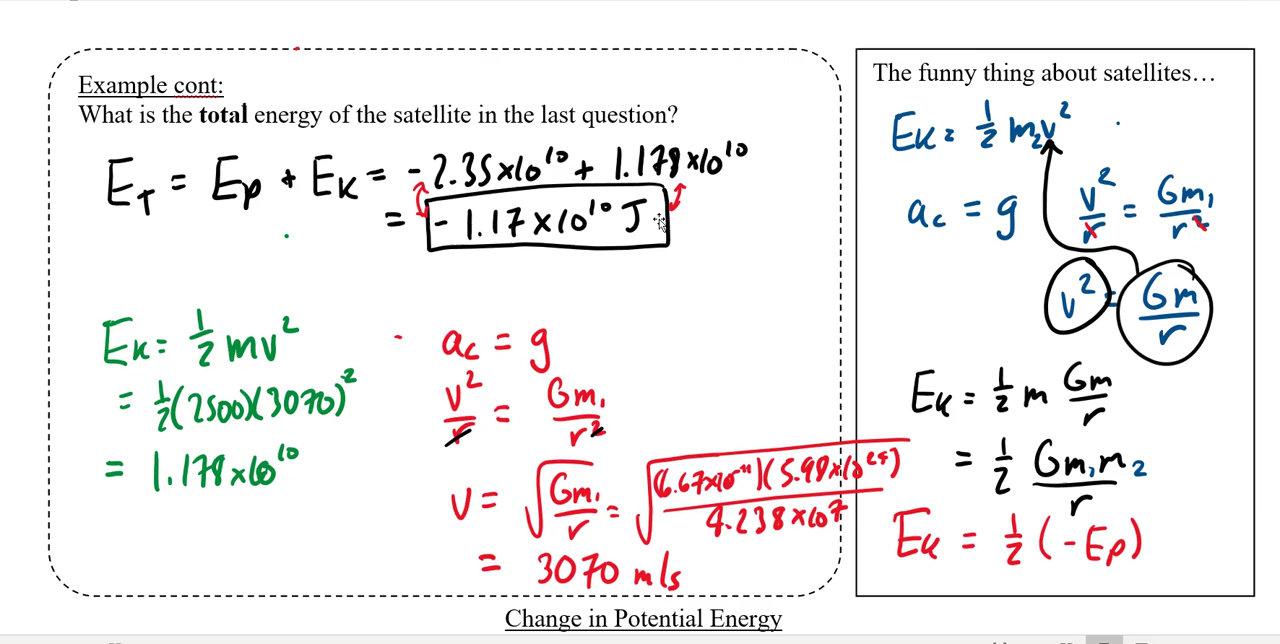 Example cont:
What is the total energy of the satellite in the last question?
E_T = Ep + Ek = -2.35×10^10 + 1.178×10^10
= -1.17×10^10 J
Ek = 1/2 mv^2
= 1/2(2500)(3070)^2
= 1.178×10^10
ac = g
v^2/r = Gm₁/r^2
v = √(Gm₁/r) = √((6.67×10^-11)(5.98×10^24)/4.238×10^7)
= 3070 m/s
The funny thing about satellites…
Ek = 1/2 m₂v^2
ac = g v^2/r = Gm₁/r^2
v^2 = Gm/r
Ek = 1/2 m Gm/r
= 1/2 Gm₁m₂/r
Ek = 1/2 (-Ep)
Change in Potential Energy